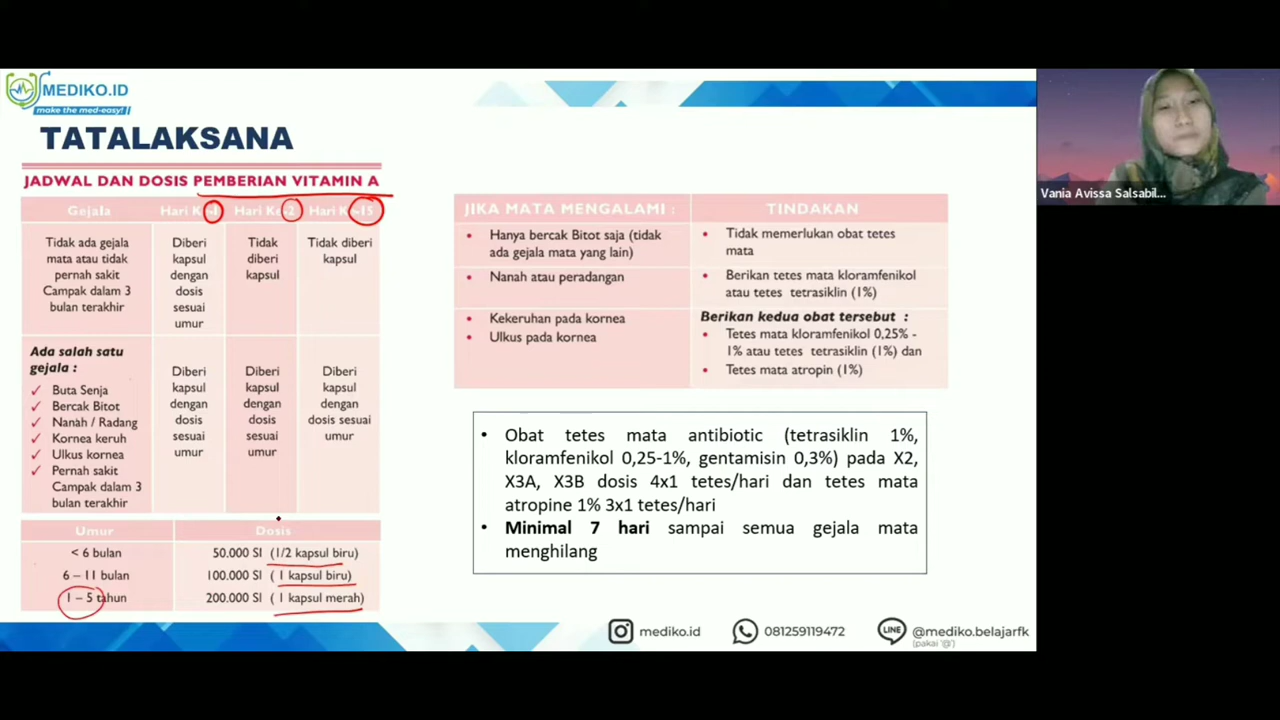 MEDIKO.ID
make the med-easy!
TATALAKSANA
JADWAL DAN DOSIS PEMBERIAN VITAMIN A
Gejala
Hari Ke-1
Hari Ke-2
Hari Ke-15
Tidak ada gejala
mata atau tidak
pernah sakit
Campak dalam 3
bulan terakhir
Diberi
kapsul
dengan
dosis
sesuai
umur
Tidak
diberi
kapsul
Tidak diberi
kapsul
Ada salah satu
gejala :
✓ Buta Senja
✓ Bercak Bitot
✓ Nanah / Radang
✓ Kornea keruh
✓ Ulkus kornea
✓ Pernah sakit
Campak dalam 3
bulan terakhir
Diberi
kapsul
dengan
dosis
sesuai
umur
Diberi
kapsul
dengan
dosis
sesuai
umur
Diberi
kapsul
dengan
dosis sesuai
umur
Umur
Dosis
< 6 bulan
50.000 SI (1/2 kapsul biru)
6 – 11 bulan
100.000 SI ( 1 kapsul biru)
1 – 5 tahun
200.000 SI ( 1 kapsul merah)
JIKA MATA MENGALAMI :
TINDAKAN
• Hanya bercak Bitot saja (tidak
ada gejala mata yang lain)
• Tidak memerlukan obat tetes
mata
• Nanah atau peradangan
• Berikan tetes mata kloramfenikol
atau tetes tetrasiklin (1%)
• Kekeruhan pada kornea
• Ulkus pada kornea
Berikan kedua obat tersebut :
• Tetes mata kloramfenikol 0,25% -
1% atau tetes tetrasiklin (1%) dan
• Tetes mata atropin (1%)
• Obat tetes mata antibiotic (tetrasiklin 1%,
kloramfenikol 0,25-1%, gentamisin 0,3%) pada X2,
X3A, X3B dosis 4x1 tetes/hari dan tetes mata
atropine 1% 3x1 tetes/hari
• Minimal 7 hari sampai semua gejala mata
menghilang
mediko.id
081259119472
LINE
@mediko.belajarfk
(pakai '@')
Vania Avissa Salsabil...